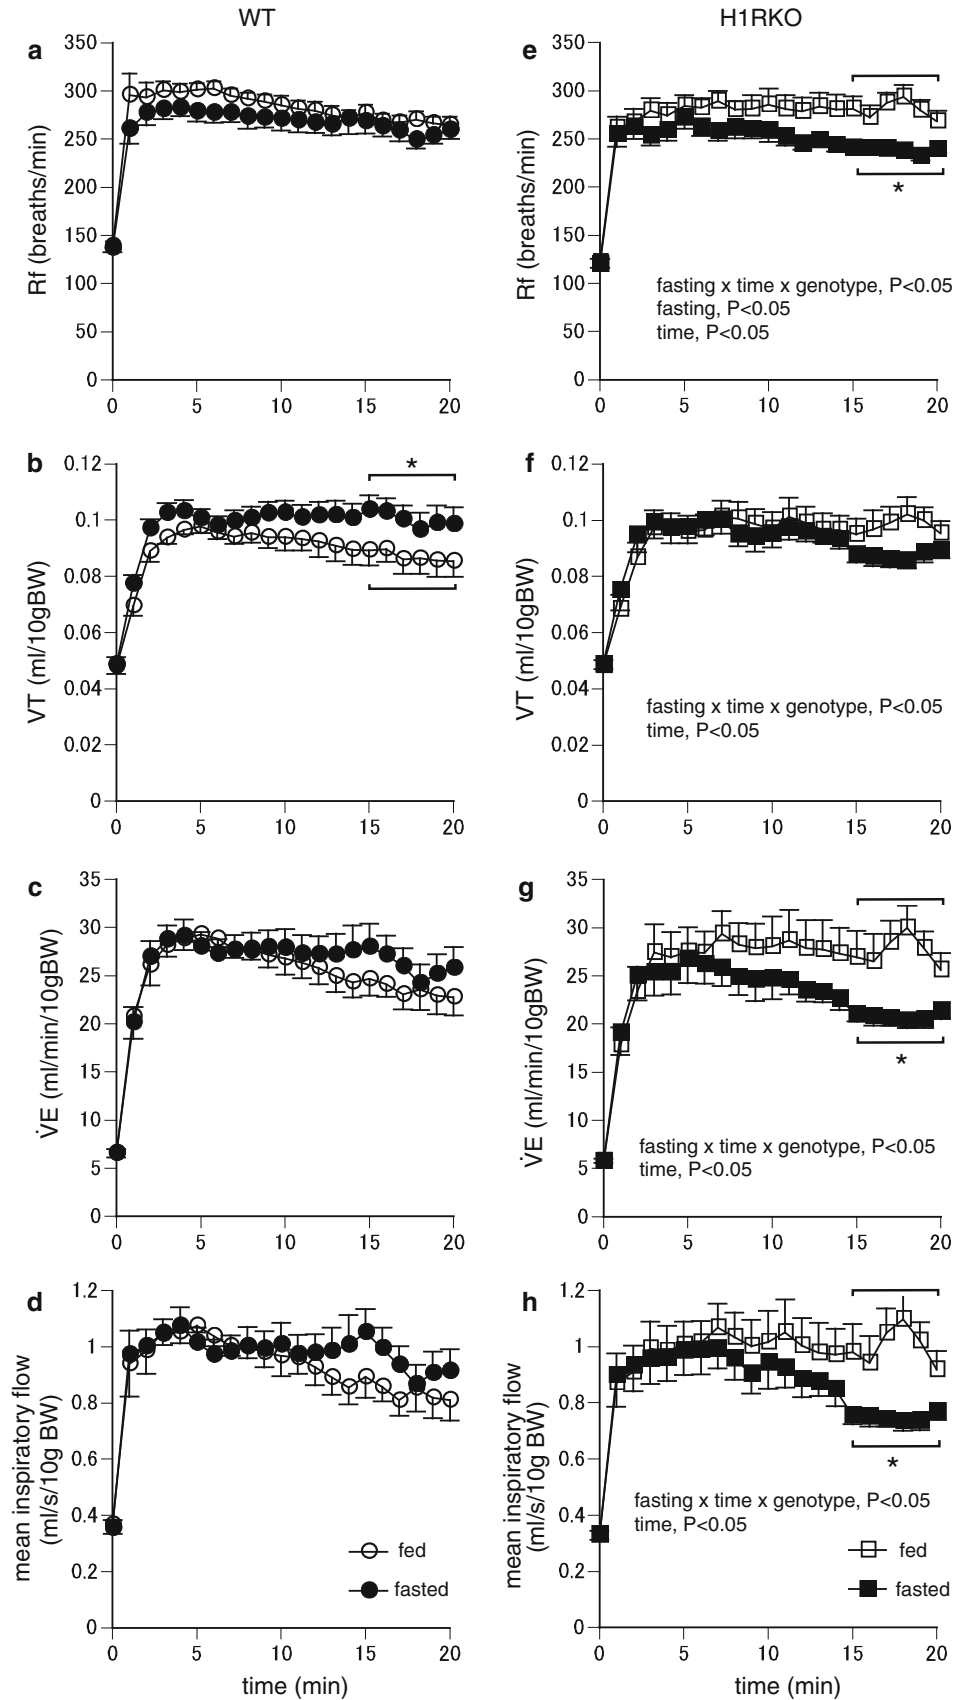 WT
H1RKO
a
350
300
250
200
150
100
50
0
Rf (breaths/min)
0 5 10 15 20
e
350
300
250
200
150
100
50
0
Rf (breaths/min)
*
fasting x time x genotype, P<0.05
fasting, P<0.05
time, P<0.05
0 5 10 15 20
b
0.12
0.1
0.08
0.06
0.04
0.02
0
VT (ml/10gBW)
*
0 5 10 15 20
f
0.12
0.1
0.08
0.06
0.04
0.02
0
VT (ml/10gBW)
fasting x time x genotype, P<0.05
time, P<0.05
0 5 10 15 20
c
35
30
25
20
15
10
5
0
V̇E (ml/min/10gBW)
0 5 10 15 20
g
35
30
25
20
15
10
5
0
V̇E (ml/min/10gBW)
*
fasting x time x genotype, P<0.05
time, P<0.05
0 5 10 15 20
d
1.2
1
0.8
0.6
0.4
0.2
0
mean inspiratory flow
(ml/s/10g BW)
fed
fasted
0 5 10 15 20
time (min)
h
1.2
1
0.8
0.6
0.4
0.2
0
mean inspiratory flow
(ml/s/10g BW)
*
fasting x time x genotype, P<0.05
time, P<0.05
fed
fasted
0 5 10 15 20
time (min)